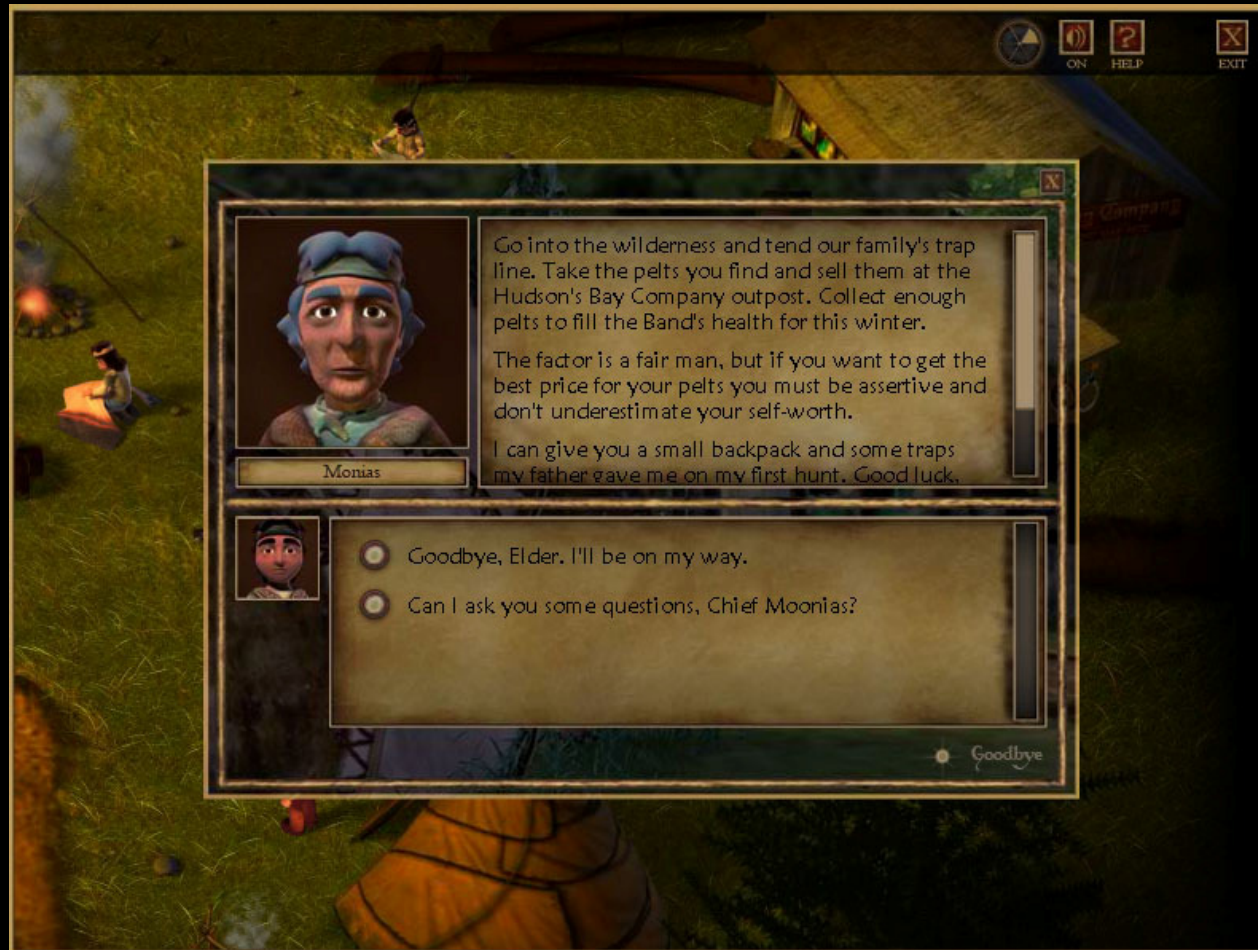 ON
HELP
EXIT
Company
Go into the wilderness and tend our family's trap
line. Take the pelts you find and sell them at the
Hudson's Bay Company outpost. Collect enough
pelts to fill the Band's health for this winter.
The factor is a fair man, but if you want to get the
best price for your pelts you must be assertive and
don't underestimate your self-worth.
I can give you a small backpack and some traps
my father gave me on my first hunt. Good luck.
Monias
Goodbye, Elder. I'll be on my way.
Can I ask you some questions, Chief Moonias?
Goodbye